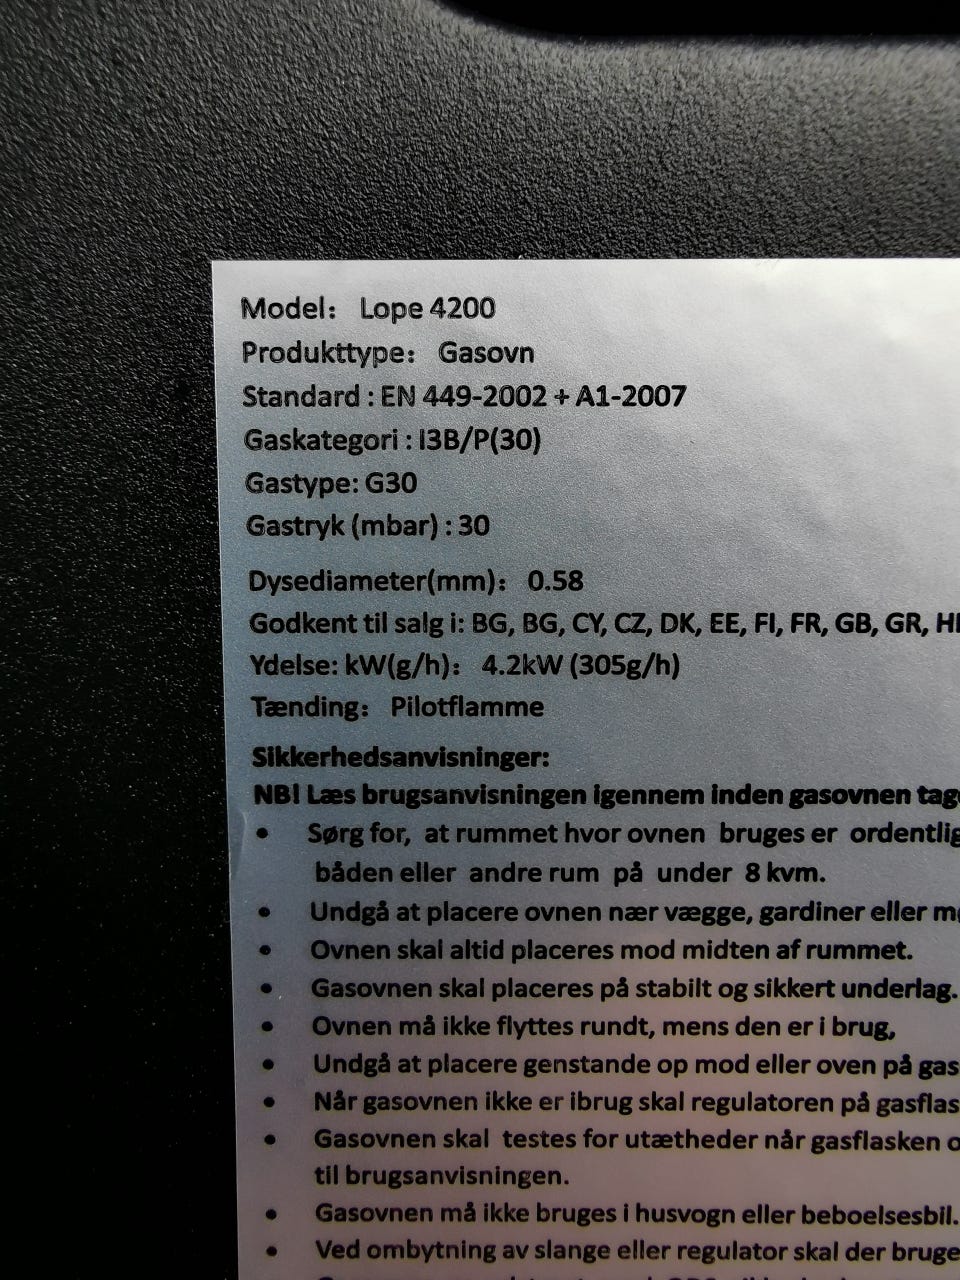 Model: Lope 4200
Produkttype: Gasovn
Standard : EN 449-2002 + A1-2007
Gaskategori : I3B/P(30)
Gastype: G30
Gastryk (mbar) : 30
Dysediameter(mm): 0.58
Godkent til salg i: BG, BG, CY, CZ, DK, EE, FI, FR, GB, GR,
Ydelse: kW(g/h): 4.2kW (305g/h)
Tænding: Pilotflamme
Sikkerhedsanvisninger:
NB! Læs brugsanvisningen igennem inden gasovnen
• Sørg for, at rummet hvor ovnen bruges er
båden eller andre rum på under 8 kvm.
• Undgå at placere ovnen nær vægge, gardiner eller
• Ovnen skal altid placeres mod midten af rummet.
• Gasovnen skal placeres på stabilt og sikkert underlag.
• Ovnen må ikke flyttes rundt, mens den er i brug,
• Undgå at placere genstande op mod eller oven på
• Når gasovnen ikke er ibrug skal regulatoren på
• Gasovnen skal testes for utætheder når gasflasken
til brugsanvisningen.
• Gasovnen må ikke bruges i husvogn eller beboelsesbil.
• Ved ombytning av slange eller regulator skal der